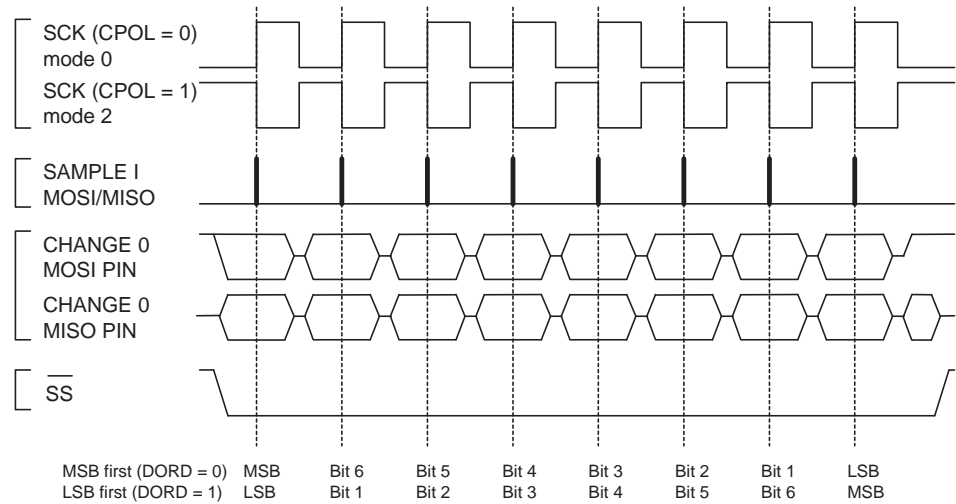 SCK (CPOL = 0)
mode 0
SCK (CPOL = 1)
mode 2
SAMPLE I
MOSI/MISO
CHANGE 0
MOSI PIN
CHANGE 0
MISO PIN
SS
MSB first (DORD = 0) MSB Bit 6 Bit 5 Bit 4 Bit 3 Bit 2 Bit 1 LSB
LSB first (DORD = 1) LSB Bit 1 Bit 2 Bit 3 Bit 4 Bit 5 Bit 6 MSB